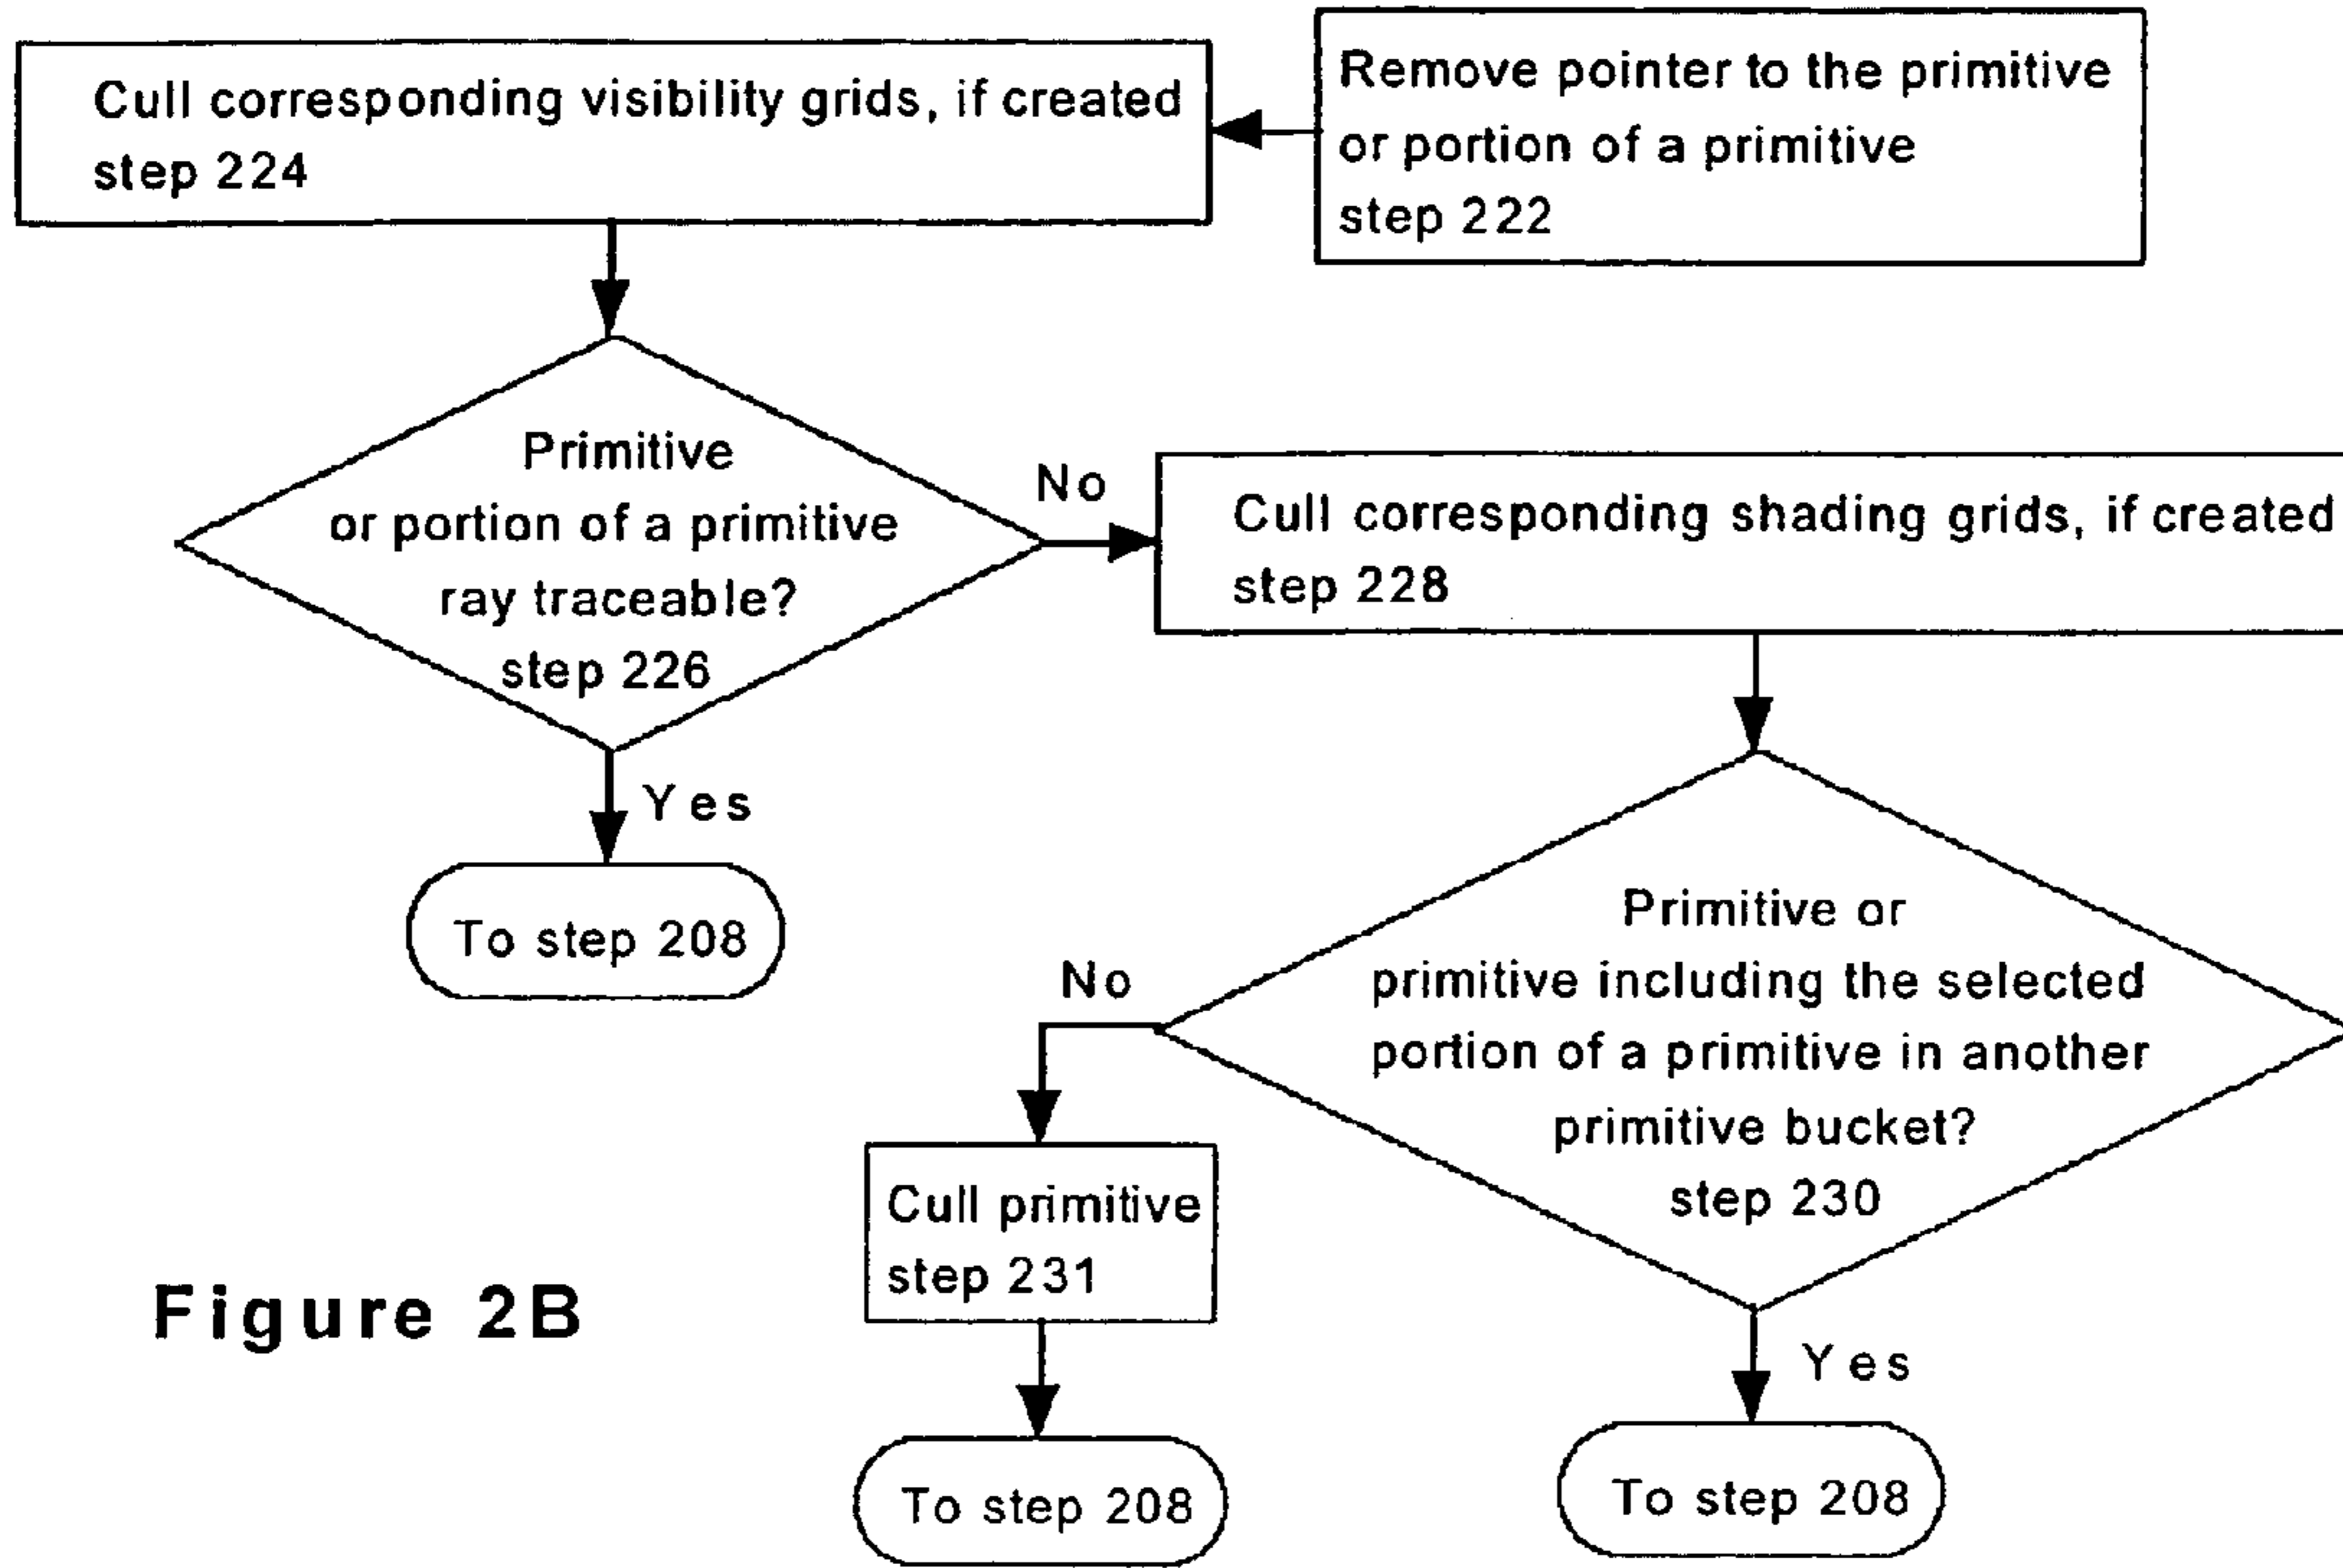 Remove pointer to the primitive
or portion of a primitive
step 222
Cull corresponding visibility grids, if created
step 224
Primitive
or portion of a primitive
ray traceable?
step 226
No
Yes
To step 208
Cull corresponding shading grids, if created
step 228
Primitive or
primitive including the selected
portion of a primitive in another
primitive bucket?
step 230
No
Cull primitive
step 231
To step 208
Yes
To step 208
Figure 2B